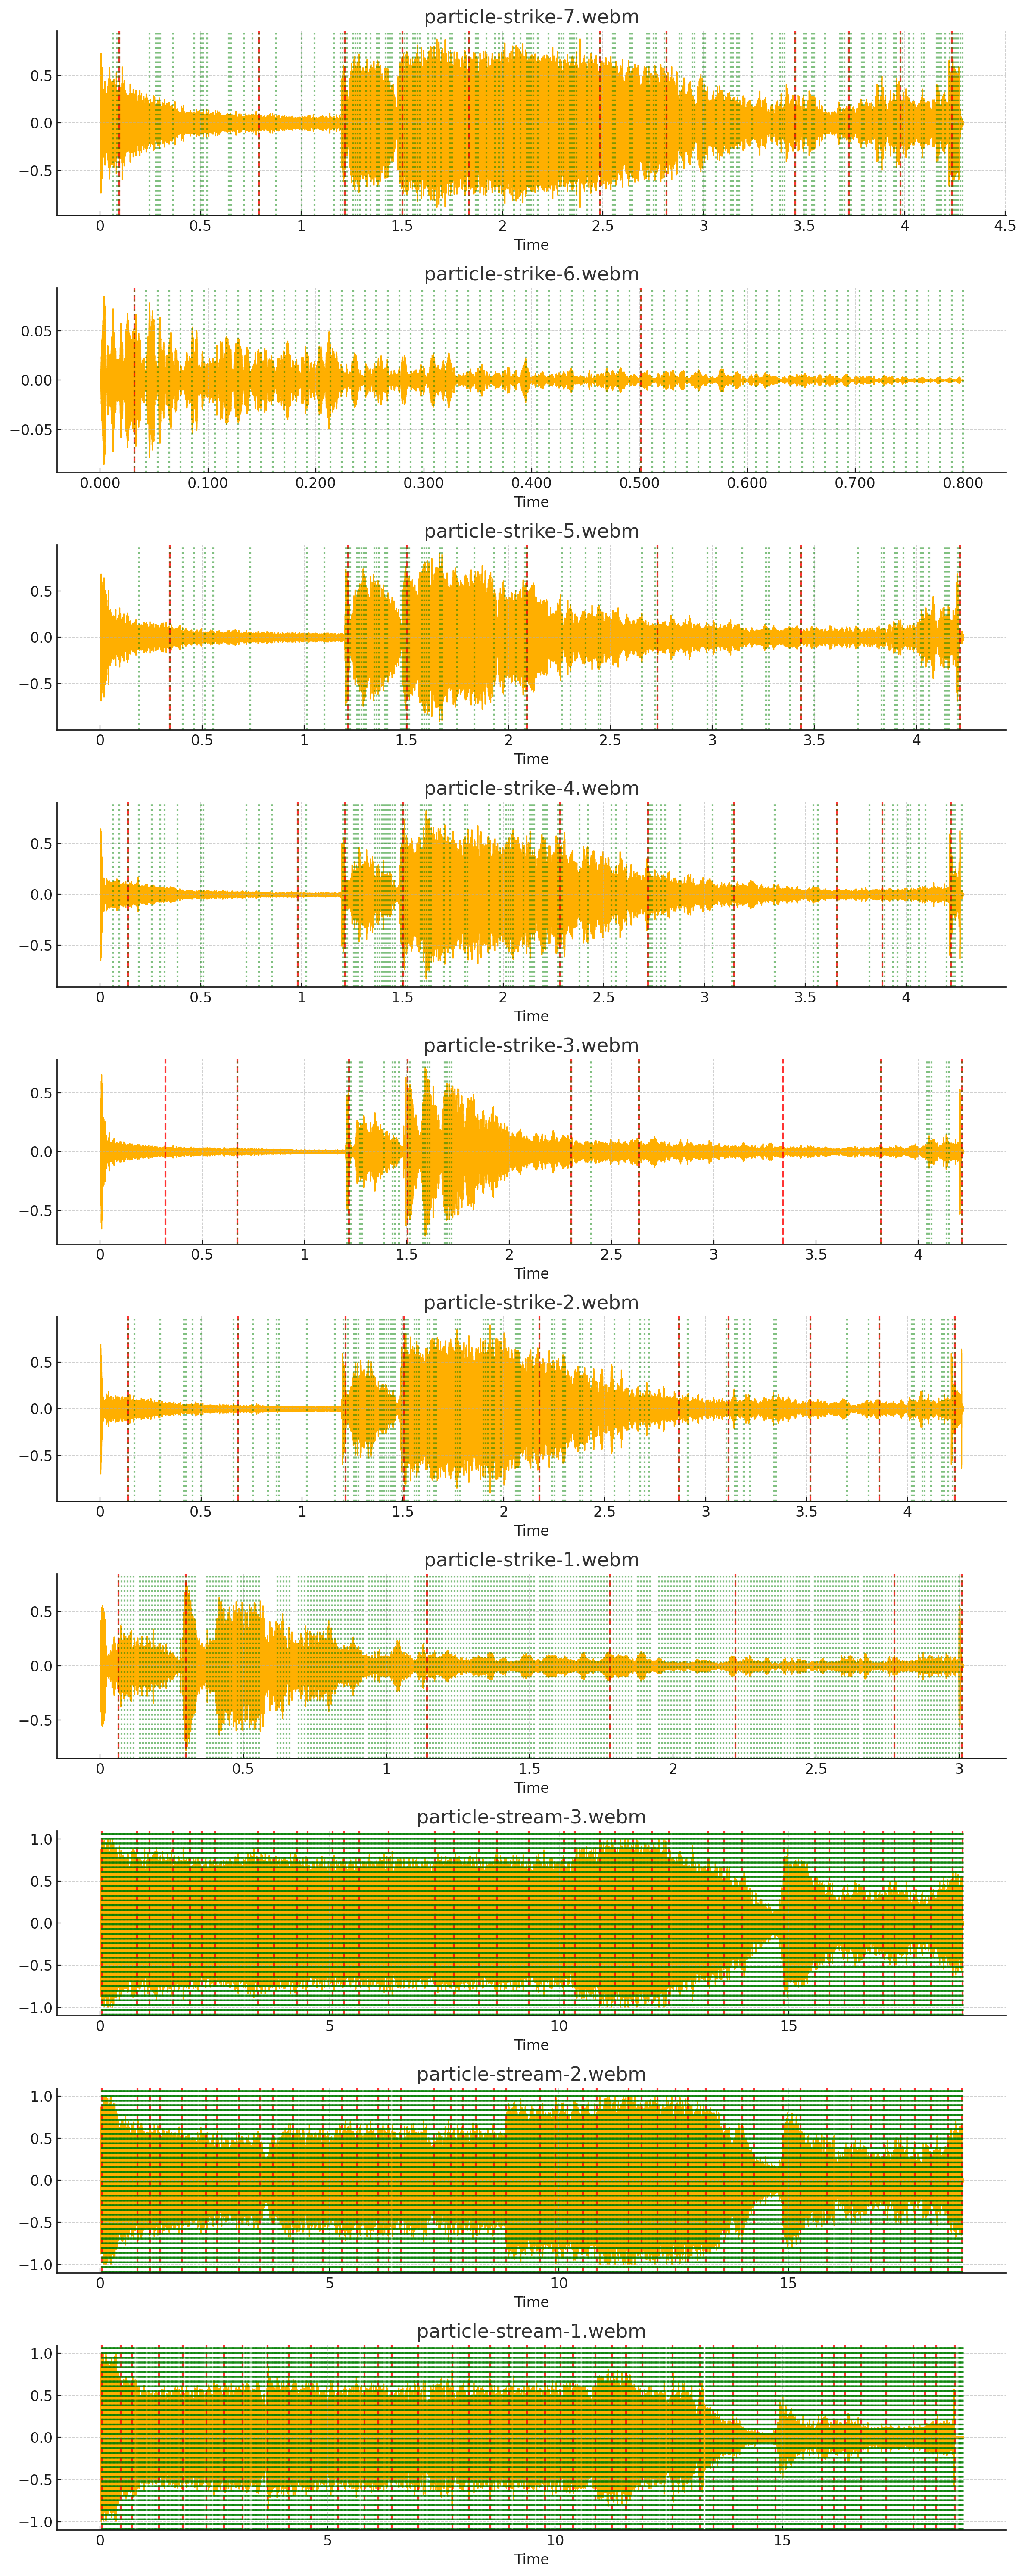 particle-strike-7.webm
0.5
0.0
−0.5
0 0.5 1 1.5 2 2.5 3 3.5 4 4.5
Time
particle-strike-6.webm
0.05
0.00
−0.05
0.000 0.100 0.200 0.300 0.400 0.500 0.600 0.700 0.800
Time
particle-strike-5.webm
0.5
0.0
−0.5
0 0.5 1 1.5 2 2.5 3 3.5 4
Time
particle-strike-4.webm
0.5
0.0
−0.5
0 0.5 1 1.5 2 2.5 3 3.5 4
Time
particle-strike-3.webm
0.5
0.0
−0.5
0 0.5 1 1.5 2 2.5 3 3.5 4
Time
particle-strike-2.webm
0.5
0.0
−0.5
0 0.5 1 1.5 2 2.5 3 3.5 4
Time
particle-strike-1.webm
0.5
0.0
−0.5
0 0.5 1 1.5 2 2.5 3
Time
particle-stream-3.webm
1.0
0.5
0.0
−0.5
−1.0
0 5 10 15
Time
particle-stream-2.webm
1.0
0.5
0.0
−0.5
−1.0
0 5 10 15
Time
particle-stream-1.webm
1.0
0.5
0.0
−0.5
−1.0
0 5 10 15
Time